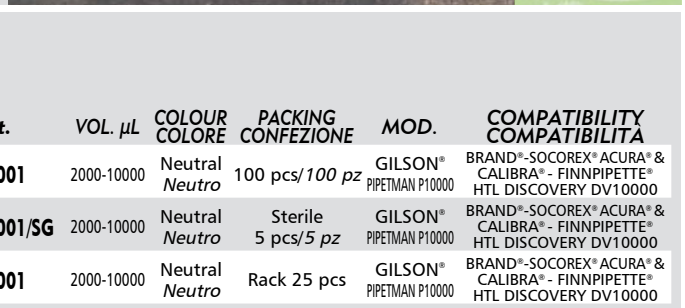 t. VOL. µL COLOUR PACKING MOD. COMPATIBILITY
COLORE CONFEZIONE COMPATIBILITÀ
001 2000-10000 Neutral 100 pcs/100 pz GILSON® BRAND®-SOCOREX® ACURA® &
Neutro PIPETMAN P10000 CALIBRA® - FINNPIPETTE®
HTL DISCOVERY DV10000
001/SG 2000-10000 Neutral Sterile GILSON® BRAND®-SOCOREX® ACURA® &
Neutro 5 pcs/5 pz PIPETMAN P10000 CALIBRA® - FINNPIPETTE®
HTL DISCOVERY DV10000
001 2000-10000 Neutral Rack 25 pcs GILSON® BRAND®-SOCOREX® ACURA® &
Neutro PIPETMAN P10000 CALIBRA® - FINNPIPETTE®
HTL DISCOVERY DV10000